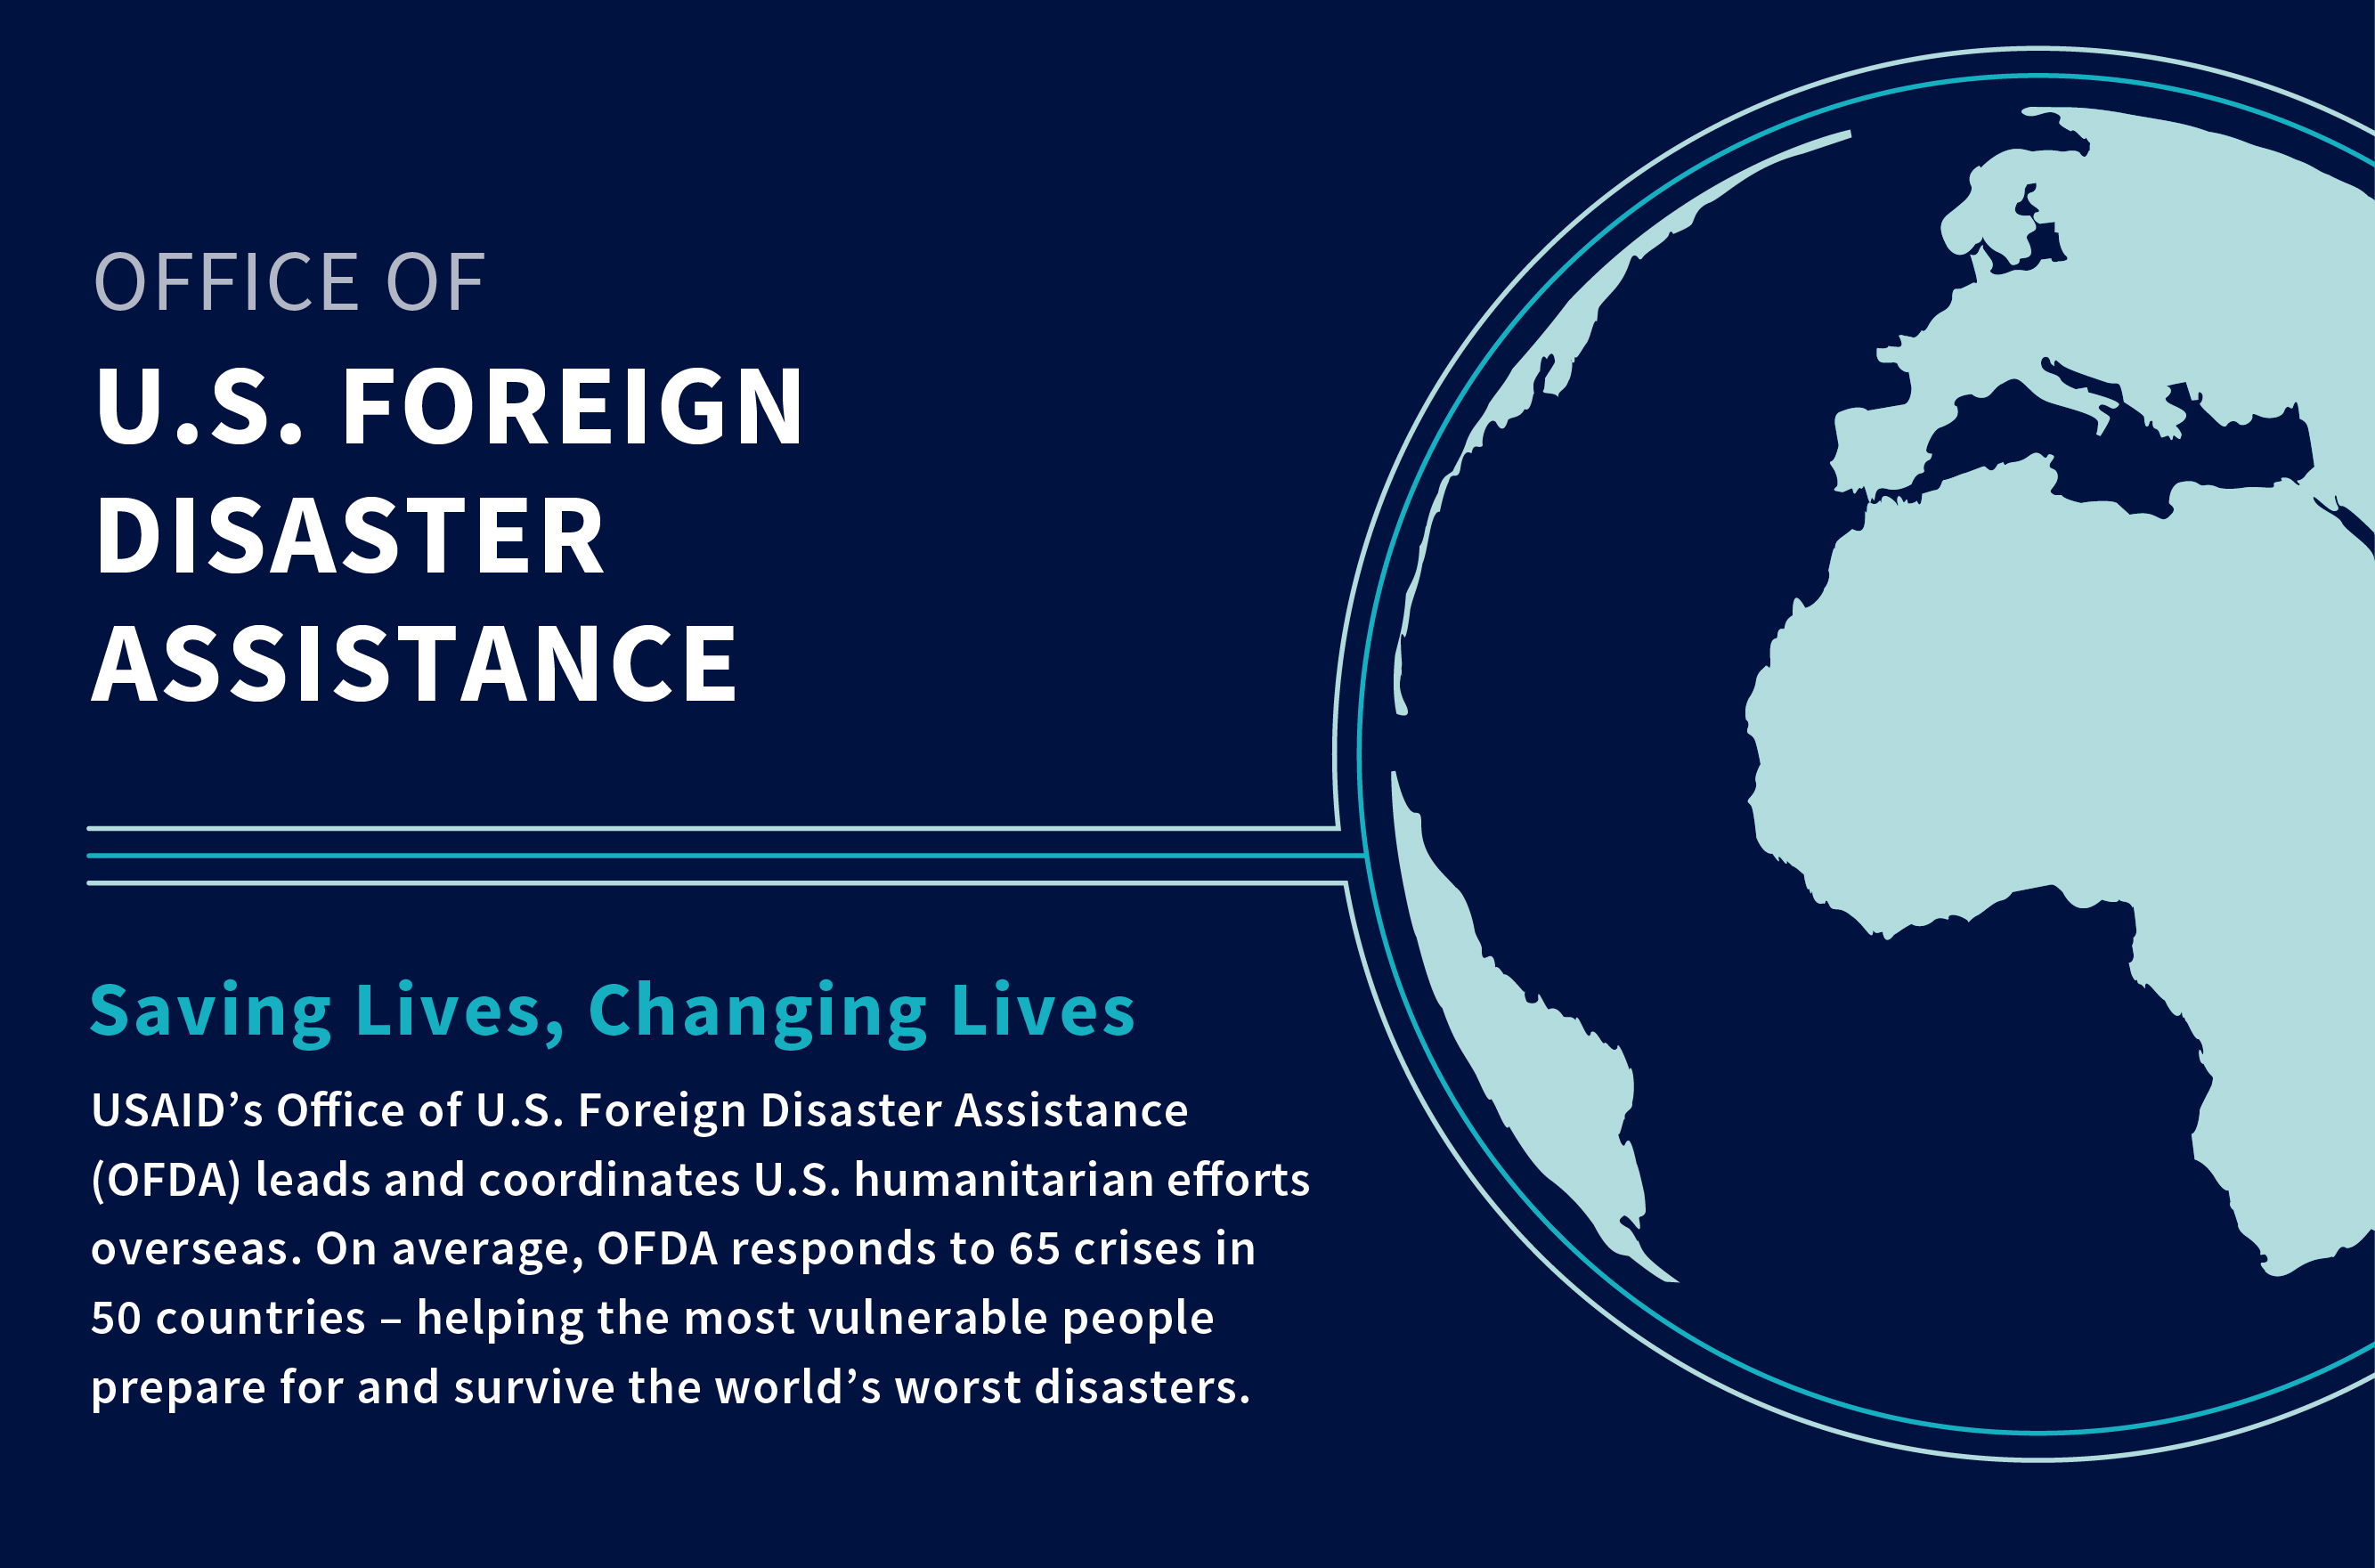 OFFICE OF
U.S. FOREIGN
DISASTER
ASSISTANCE
Saving Lives, Changing Lives
USAID’s Office of U.S. Foreign Disaster Assistance
(OFDA) leads and coordinates U.S. humanitarian efforts
overseas. On average, OFDA responds to 65 crises in
50 countries – helping the most vulnerable people
prepare for and survive the world’s worst disasters.